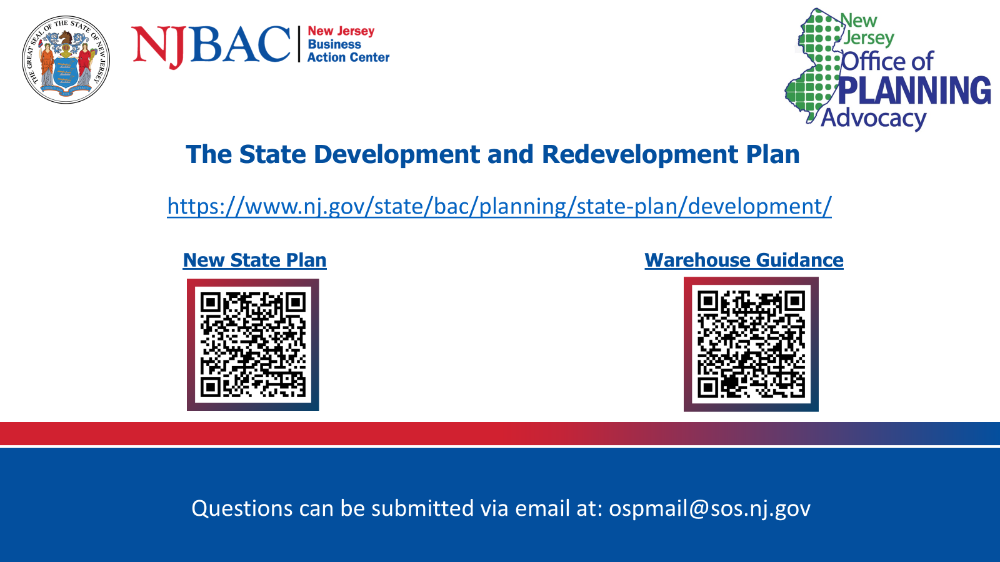 THE GREAT SEAL OF THE STATE OF NEW JERSEY
NJBAC
New Jersey
Business
Action Center
New
Jersey
Office of
PLANNING
Advocacy
The State Development and Redevelopment Plan
https://www.nj.gov/state/bac/planning/state-plan/development/
New State Plan
Warehouse Guidance
Questions can be submitted via email at: ospmail@sos.nj.gov